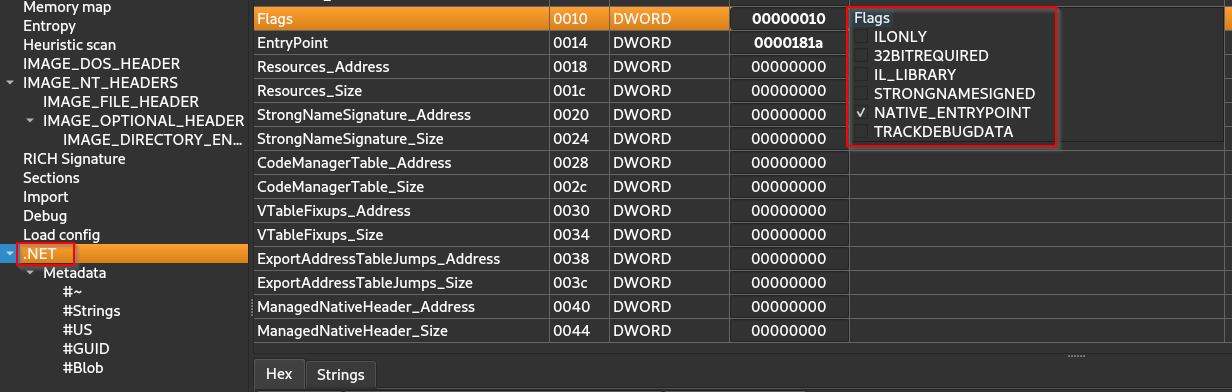 Memory map
Entropy
Heuristic scan
IMAGE_DOS_HEADER
IMAGE_NT_HEADERS
IMAGE_FILE_HEADER
IMAGE_OPTIONAL_HEADER
IMAGE_DIRECTORY_EN...
RICH Signature
Sections
Import
Debug
Load config
.NET
Metadata
#~
#Strings
#US
#GUID
#Blob
Flags 0010 DWORD 00000010
EntryPoint 0014 DWORD 0000181a
Resources_Address 0018 DWORD 00000000
Resources_Size 001c DWORD 00000000
StrongNameSignature_Address 0020 DWORD 00000000
StrongNameSignature_Size 0024 DWORD 00000000
CodeManagerTable_Address 0028 DWORD 00000000
CodeManagerTable_Size 002c DWORD 00000000
VTableFixups_Address 0030 DWORD 00000000
VTableFixups_Size 0034 DWORD 00000000
ExportAddressTableJumps_Address 0038 DWORD 00000000
ExportAddressTableJumps_Size 003c DWORD 00000000
ManagedNativeHeader_Address 0040 DWORD 00000000
ManagedNativeHeader_Size 0044 DWORD 00000000
Flags
ILONLY
32BITREQUIRED
IL_LIBRARY
STRONGNAMESIGNED
NATIVE_ENTRYPOINT
TRACKDEBUGDATA
Hex Strings